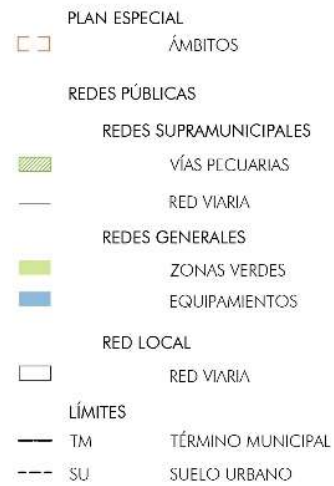 PLAN ESPECIAL
ÁMBITOS
REDES PÚBLICAS
REDES SUPRAMUNICIPALES
VÍAS PECUARIAS
RED VIARIA
REDES GENERALES
ZONAS VERDES
EQUIPAMIENTOS
RED LOCAL
RED VIARIA
LÍMITES
TM TÉRMINO MUNICIPAL
SU SUELO URBANO